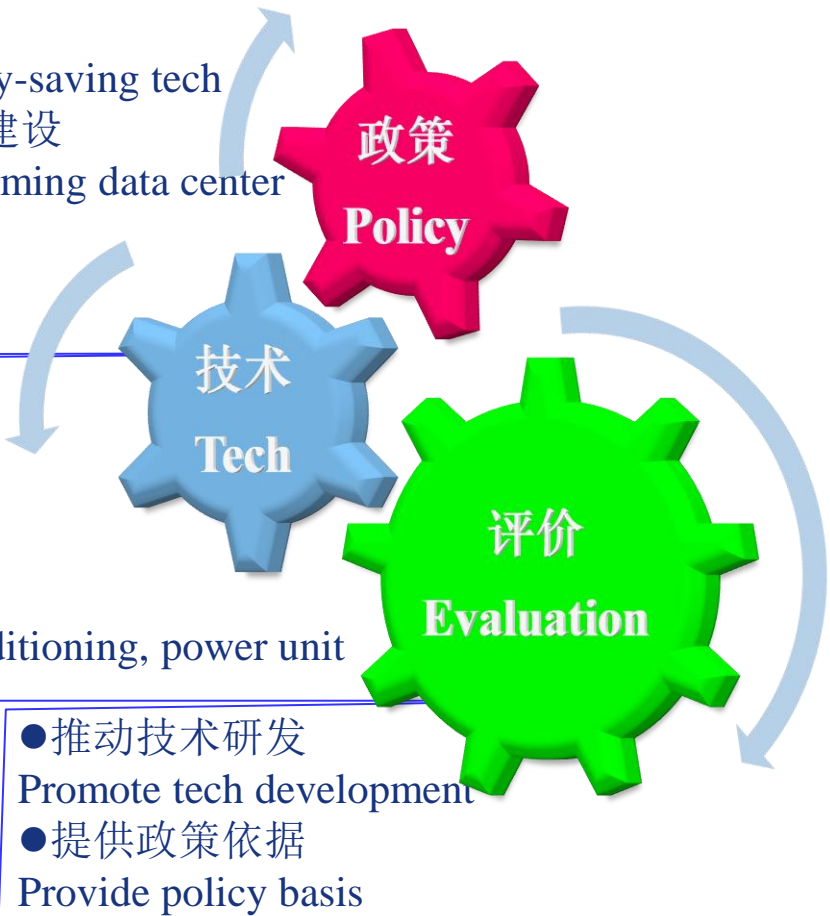 y-saving tech
建设
ming data center
政策
Policy
技术
Tech
评价
Evaluation
ditioning, power unit
●推动技术研发
Promote tech development
●提供政策依据
Provide policy basis